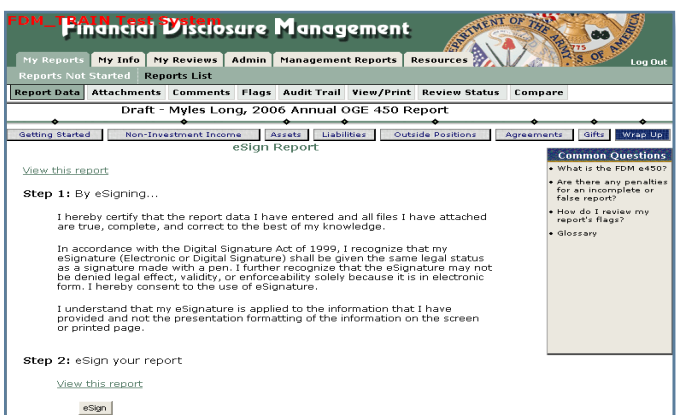 FDM_TRAIN Test System
Financial Disclosure Management
DEPARTMENT OF THE ARMY
1775
My Reports My Info My Reviews Admin Management Reports Resources Log Out
Reports Not Started Reports List
Report Data Attachments Comments Flags Audit Trail View/Print Review Status Compare
Draft - Myles Long, 2006 Annual OGE 450 Report
Getting Started Non-Investment Income Assets Liabilities Outside Positions Agreements Gifts Wrap Up
eSign Report
View this report
Step 1: By eSigning...
I hereby certify that the report data I have entered and all files I have attached
are true, complete, and correct to the best of my knowledge.
In accordance with the Digital Signature Act of 1999, I recognize that my
eSignature (Electronic or Digital Signature) shall be given the same legal status
as a signature made with a pen. I further recognize that the eSignature may not
be denied legal effect, validity, or enforceability solely because it is in electronic
form. I hereby consent to the use of eSignature.
I understand that my eSignature is applied to the information that I have
provided and not the presentation formatting of the information on the screen
or printed page.
Step 2: eSign your report
View this report
eSign
Common Questions
• What is the FDM e450?
• Are there any penalties
for an incomplete or
false report?
• How do I review my
report's flags?
• Glossary